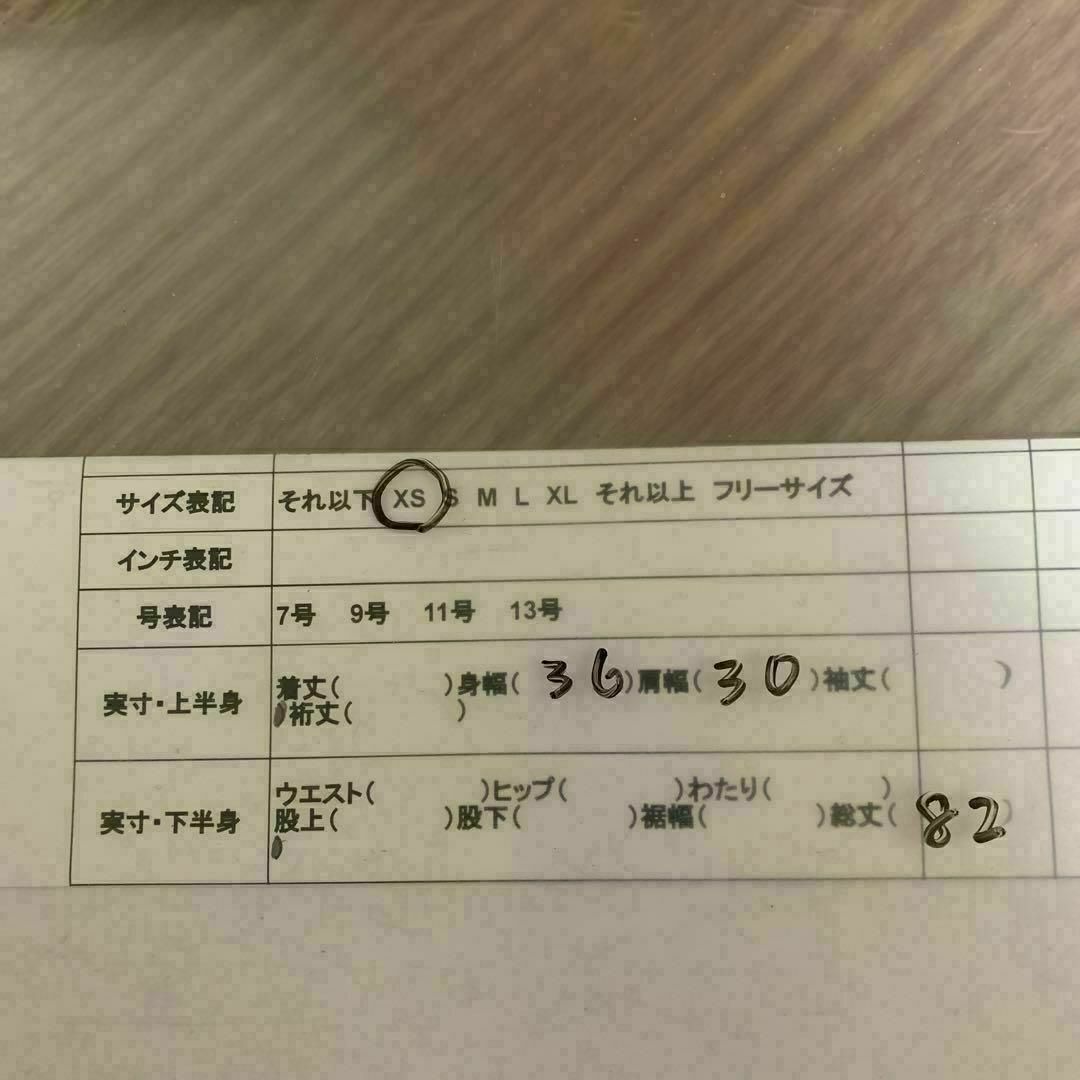 サイズ表記 それ以下 XS S M L XL それ以上 フリーサイズ
インチ表記
号表記 7号 9号 11号 13号
実寸・上半身 着丈( )身幅( 36)肩幅( 30 )袖丈( )
裄丈( )
実寸・下半身 ウエスト( )ヒップ( )わたり( )
股上( )股下( )裾幅( )総丈( 82 )